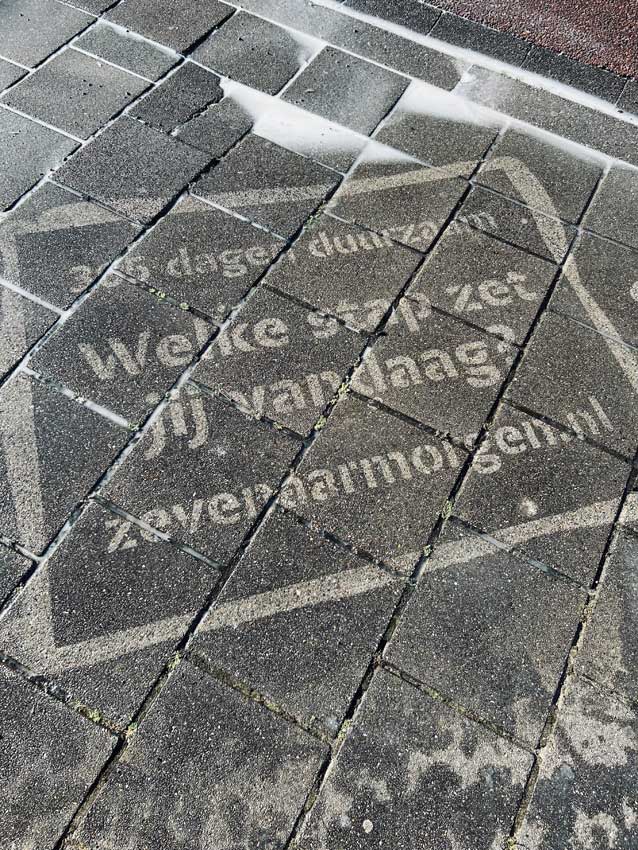 365 dagen duurzaam
Welke stap zet
jij vandaag?
zevenaarmorgen.nl